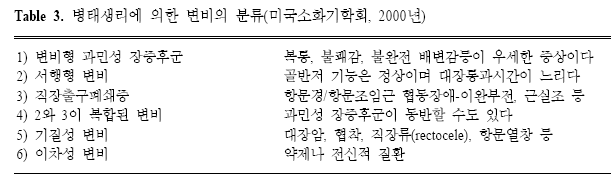 Table 3. 병태생리에 의한 변비의 분류(미국소화기학회, 2000년)
1) 변비형 과민성 장증후군 복통, 불쾌감, 불완전 배변감등이 우세한 증상이다
2) 서행형 변비 골반저 기능은 정상이며 대장통과시간이 느리다
3) 직장출구폐쇄증 항문경/항문조임근 협동장애-이완부전, 근실조 등
4) 2와 3이 복합된 변비 과민성 장증후군이 동반할 수도 있다
5) 기질성 변비 대장암, 협착, 직장류(rectocele), 항문열창 등
6) 이차성 변비 약제나 전신적 질환